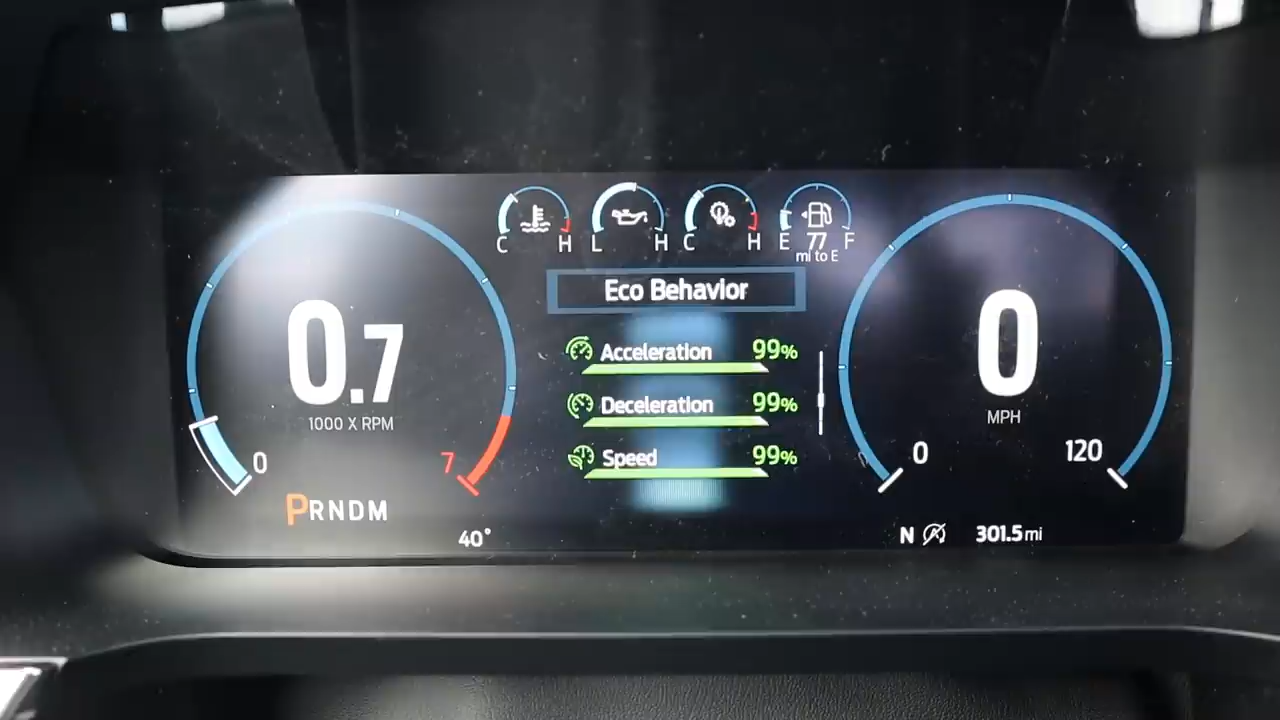 C H L H C H E 77 F
mi to E
Eco Behavior
Acceleration 99%
Deceleration 99%
Speed 99%
0.7
1000 X RPM
0 7
PRNDM
40°
0
MPH
0 120
N 301.5 mi